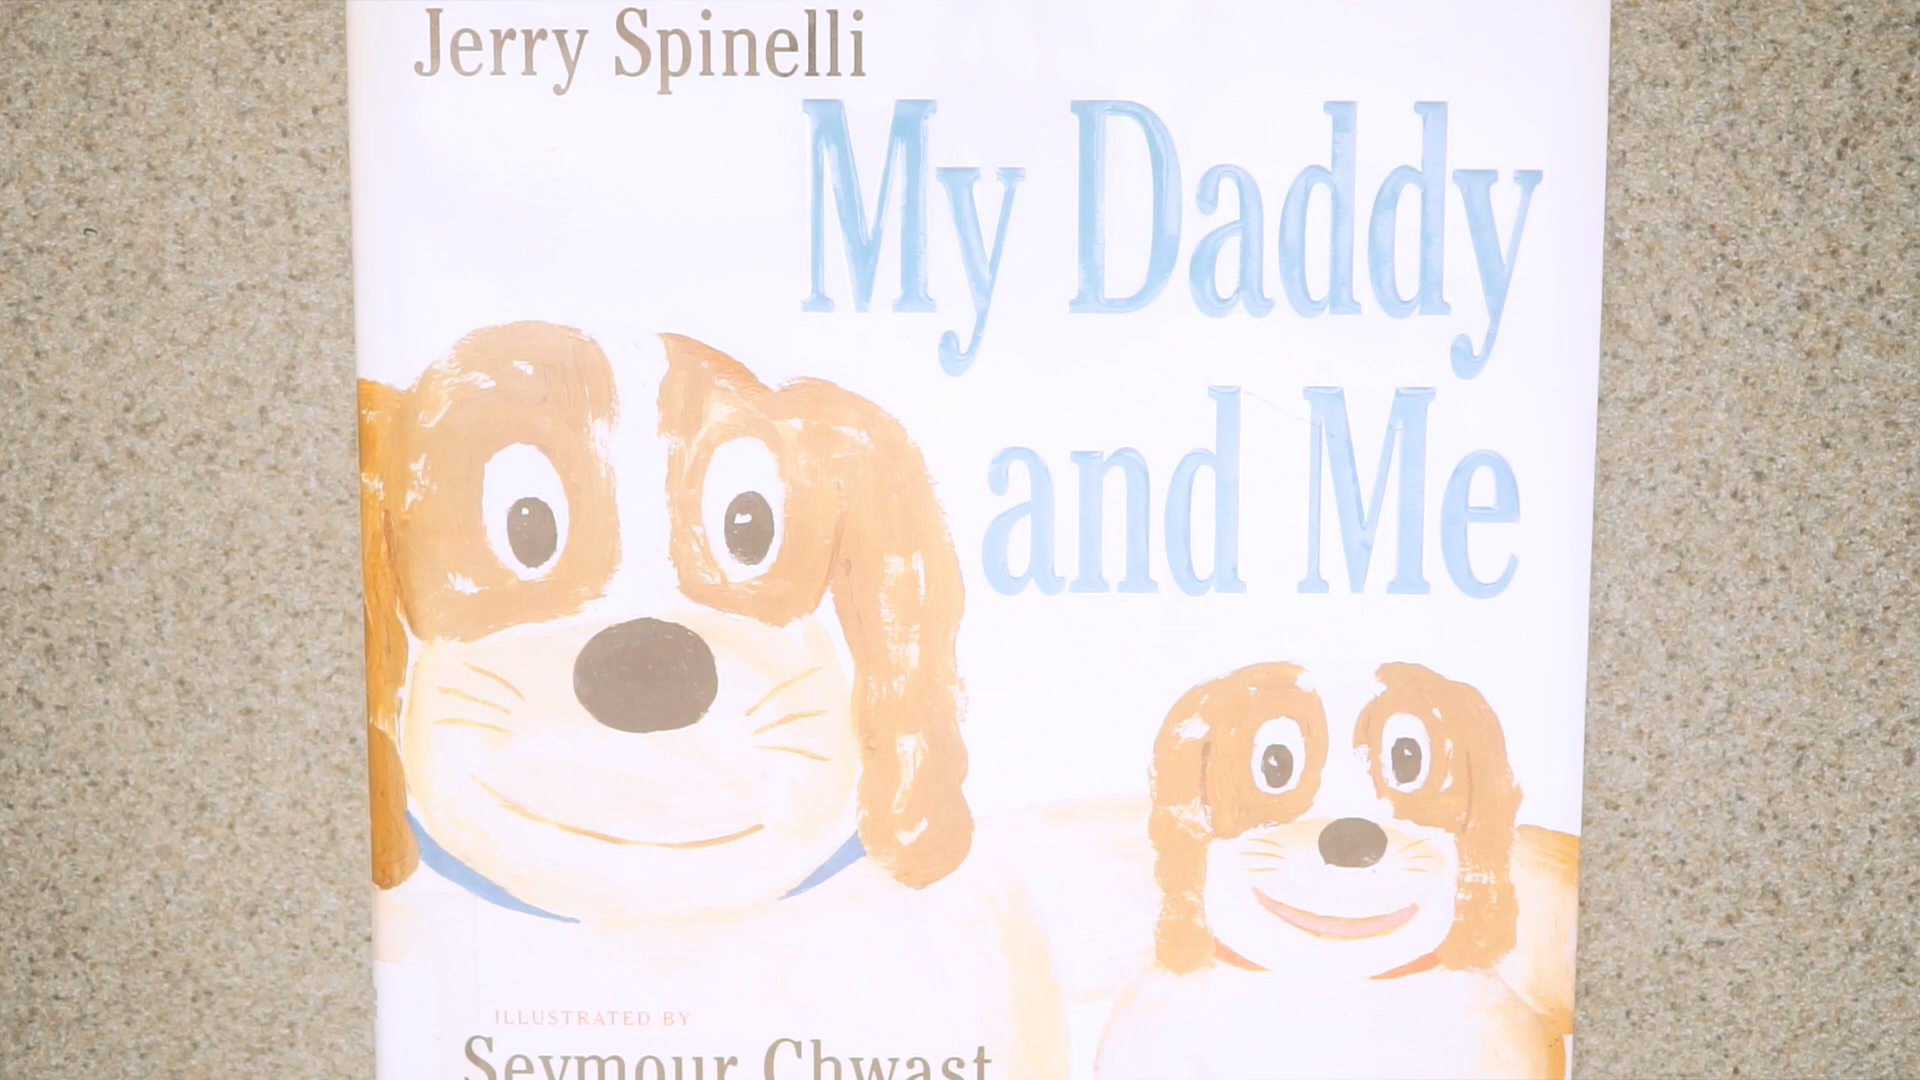 Jerry Spinelli
My Daddy
and Me
ILLUSTRATED BY
Seymour Chwast